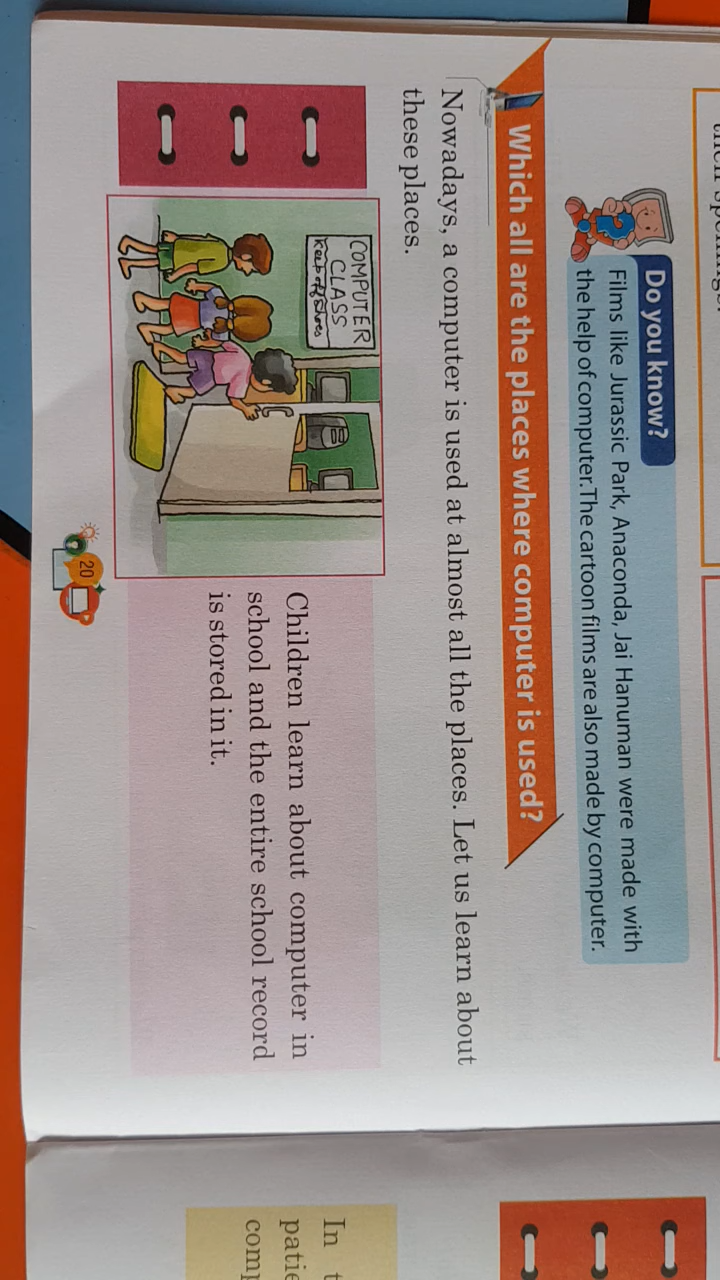 Do you know?
Films like Jurassic Park, Anaconda, Jai Hanuman were made with
the help of computer. The cartoon films are also made by computer.
Which all are the places where computer is used?
Nowadays, a computer is used at almost all the places. Let us learn about
these places.
COMPUTER
CLASS
Keep off Shoes
Children learn about computer in
school and the entire school record
is stored in it.
20
In